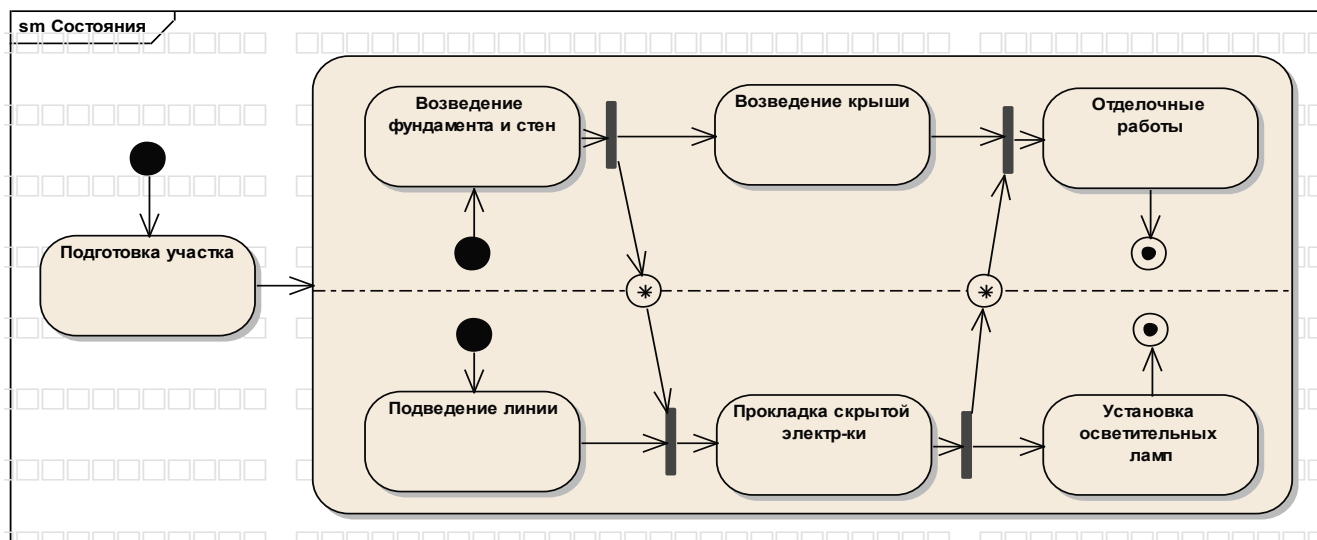 sm Состояния
Возведение
фундамента и стен
Возведение крыши
Отделочные
работы
Подготовка участка
Подведение линии
Прокладка скрытой
электр-ки
Установка
осветительных
ламп